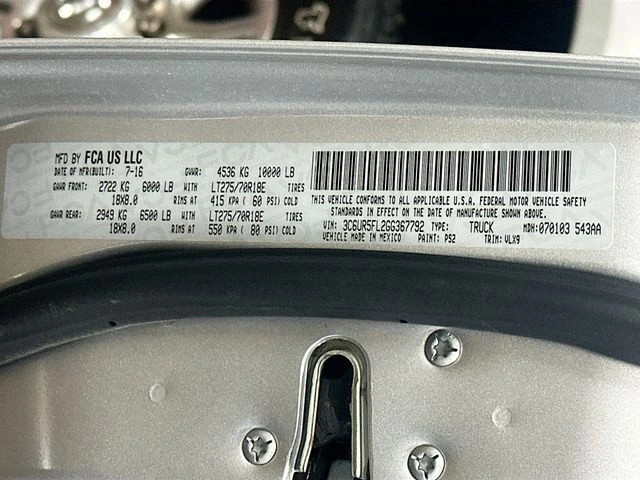 MFD BY FCA US LLC
DATE OF MFR(BUILT): 7-16 GVWR: 4536 KG 10000 LB
GAWR FRONT: 2722 KG 6000 LB WITH LT275/70R18E TIRES
18X8.0 RIMS AT 415 KPA ( 60 PSI) COLD
GAWR REAR: 2949 KG 6500 LB WITH LT275/70R18E TIRES
18X8.0 RIMS AT 550 KPA ( 80 PSI) COLD
THIS VEHICLE CONFORMS TO ALL APPLICABLE U.S.A. FEDERAL MOTOR VEHICLE SAFETY
STANDARDS IN EFFECT ON THE DATE OF MANUFACTURE SHOWN ABOVE.
VIN: 3C6UR5FL2GG367792 TYPE: TRUCK MDH: 070103 543AA
VEHICLE MADE IN MEXICO PAINT: PS2 TRIM: VLX9